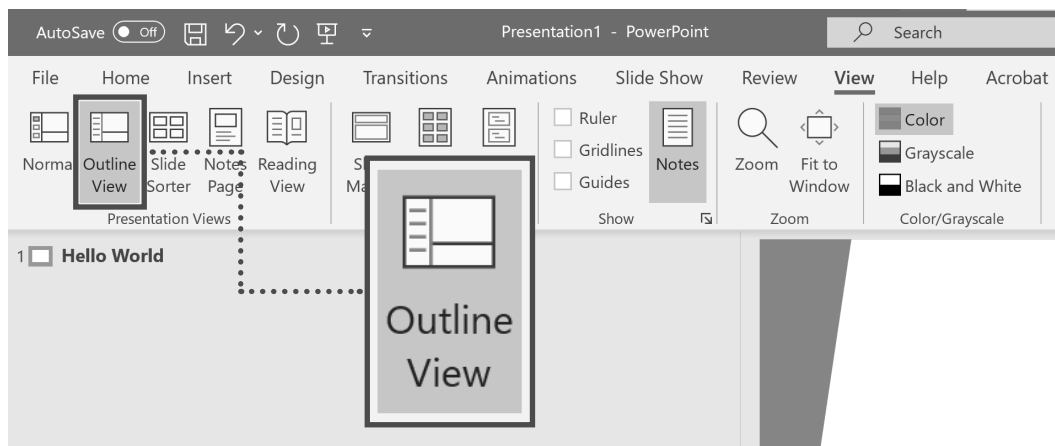 AutoSave Off Presentation1 - PowerPoint Search
File Home Insert Design Transitions Animations Slide Show Review View Help Acrobat
Norma Outline View Slide Sorter Notes Page Reading View
Ruler
Gridlines
Guides
Notes
Zoom Fit to Window
Color
Grayscale
Black and White
Presentation Views Show Zoom Color/Grayscale
1 Hello World
Outline
View